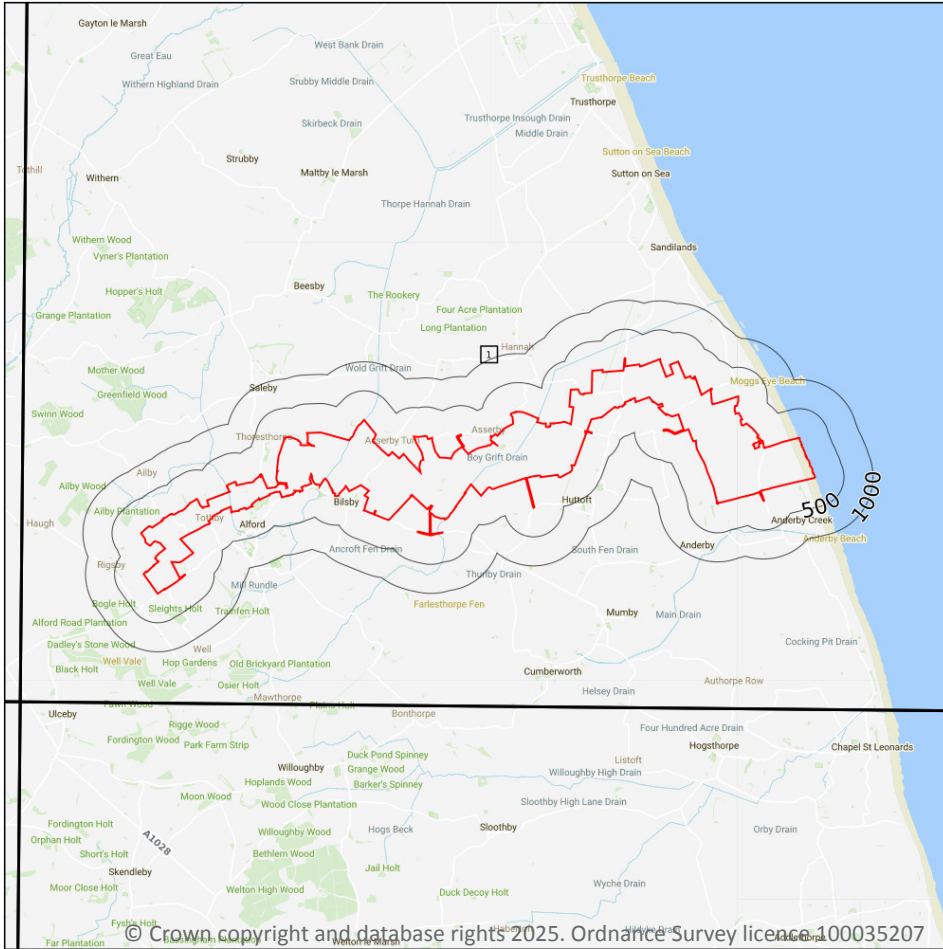 Gayton le Marsh
Great Eau
West Bank Drain
Withern Highland Drain
Srubby Middle Drain
Trusthorpe Beach
Trusthorpe
Skirbeck Drain
Trusthorpe Insough Drain
Middle Drain
Strubby
Sutton on Sea Beach
Tothill
Withern
Maltby le Marsh
Sutton on Sea
Thorpe Hannah Drain
Withern Wood
Vyner's Plantation
Sandilands
Hopper's Holt
Beesby
The Rookery
Grange Plantation
Four Acre Plantation
Long Plantation
Hannah
1
Mother Wood
Wold Grift Drain
Greenfield Wood
Saleby
Moggs Eye Beach
Swinn Wood
Thoresthorpe
Asserby Turn
Asserby
Boy Grift Drain
Ailby
Ailby Wood
Ailby Plantation
Bilsby
Huttoft
500
1000
Haugh
Tothby
Alford
Anderby Creek
Anderby Beach
Ancroft Fen Drain
South Fen Drain
Anderby
Rigsby
Thurlby Drain
Mill Rundle
Bogle Holt
Sleights Holt
Trainfen Holt
Farlesthorpe Fen
Mumby
Main Drain
Alford Road Plantation
Dadley's Stone Wood
Well
Cocking Pit Drain
Black Holt
Well Vale
Hop Gardens
Old Brickyard Plantation
Cumberworth
Well Vale
Osier Holt
Authorpe Row
Mawthorpe
Helsey Drain
Ulceby
Bonthorpe
Rigge Wood
Four Hundred Acre Drain
Fordington Wood
Park Farm Strip
Duck Pond Spinney
Hogsthorpe
Chapel St Leonards
Willoughby
Grange Wood
Listoft
Hoplands Wood
Barker's Spinney
Willoughby High Drain
Moon Wood
Wood Close Plantation
Sloothby High Lane Drain
Fordington Holt
Willoughby Wood
Hogs Beck
Sloothby
Orby Drain
Orphan Holt
A1028
Short's Holt
Bethlem Wood
Skendleby
Jail Holt
Moor Close Holt
Welton High Wood
Duck Decoy Holt
Wyche Drain
Fysh's Holt
Far Plantation
Welton le Marsh
© Crown copyright and database rights 2025. Ordnance Survey licence 100035207